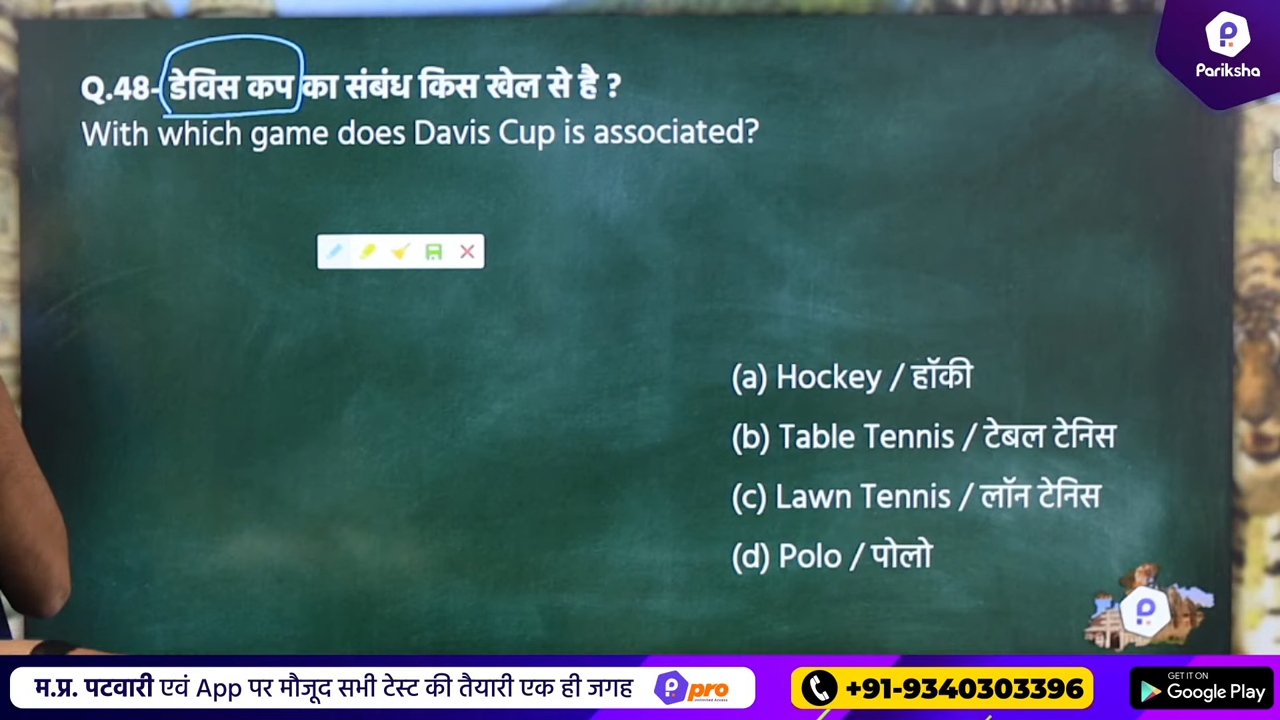 Pariksha
Q.48- डेविस कप का संबंध किस खेल से है ?
With which game does Davis Cup is associated?
(a) Hockey / हॉकी
(b) Table Tennis / टेबल टेनिस
(c) Lawn Tennis / लॉन टेनिस
(d) Polo / पोलो
म.प्र. पटवारी एवं App पर मौजूद सभी टेस्ट की तैयारी एक ही जगह
pro
+91-9340303396
GET IT ON
Google Play